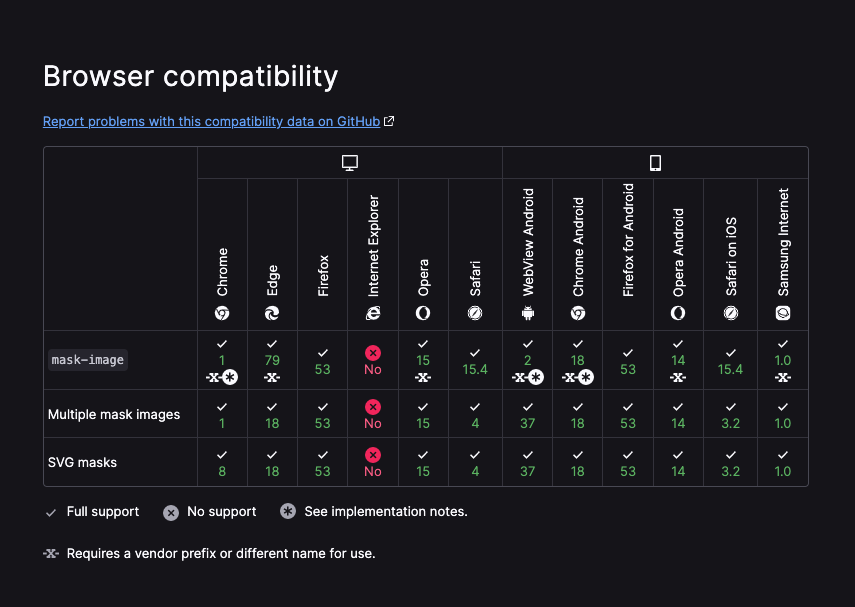 Browser compatibility
Report problems with this compatibility data on GitHub
Chrome Edge Firefox Internet Explorer Opera Safari WebView Android Chrome Android Firefox for Android Opera Android Safari on iOS Samsung Internet
mask-image 1 79 53 No 15 15.4 2 18 53 14 15.4 1.0
Multiple mask images 1 18 53 No 15 4 37 18 53 14 3.2 1.0
SVG masks 8 18 53 No 15 4 37 18 53 14 3.2 1.0
Full support No support See implementation notes.
Requires a vendor prefix or different name for use.